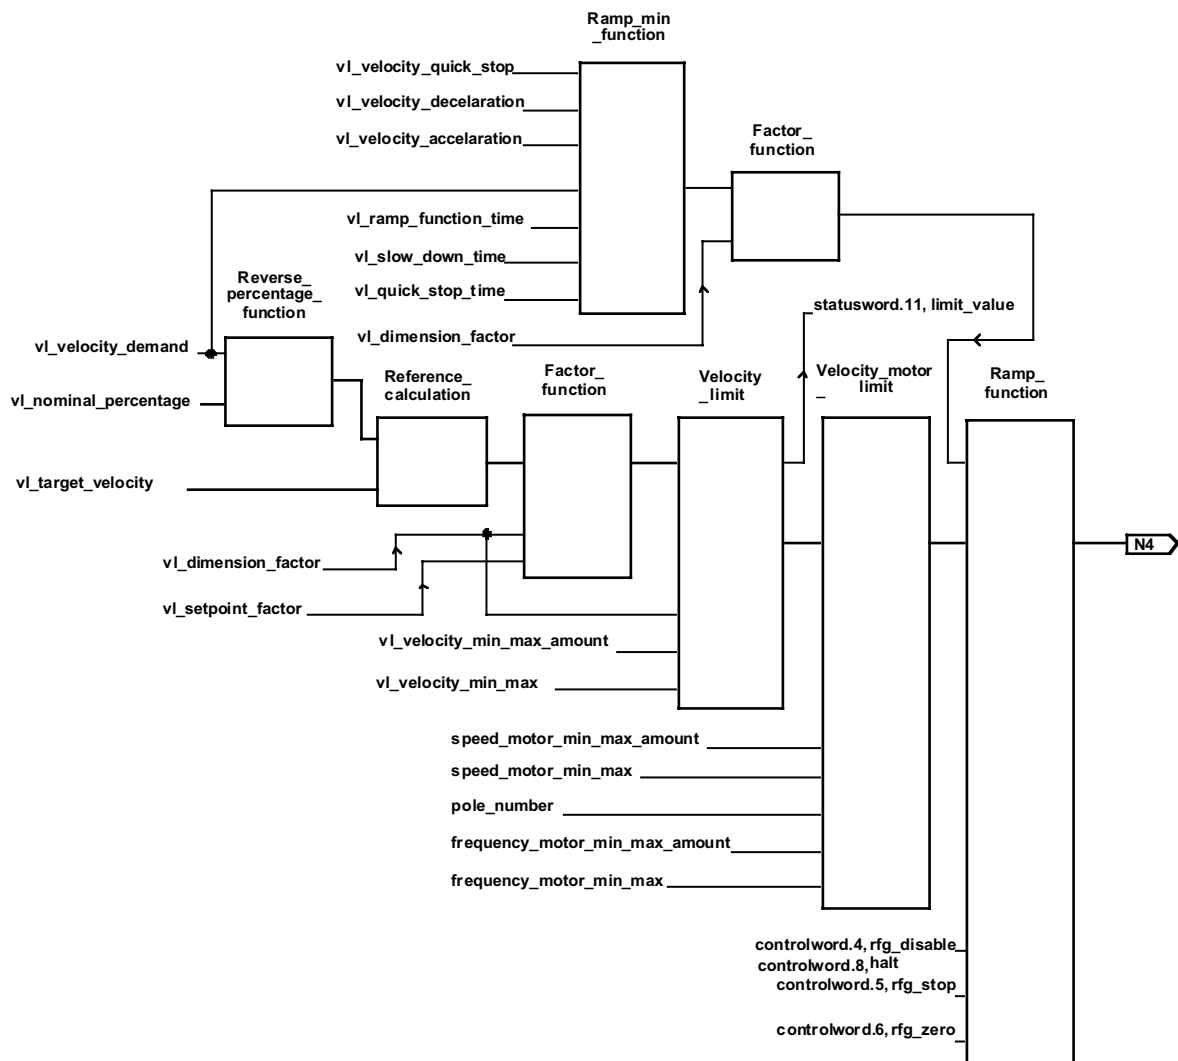 Ramp_min
_function
vl_velocity_quick_stop
vl_velocity_decelaration
vl_velocity_accelaration
Factor_
function
vl_ramp_function_time
vl_slow_down_time
vl_quick_stop_time
Reverse_
percentage_
function
statusword.11, limit_value
vl_dimension_factor
vl_velocity_demand
vl_nominal_percentage
Reference_
calculation
Factor_
function
Velocity
_limit
Velocity_motor
_ limit
Ramp_
function
vl_target_velocity
N4
vl_dimension_factor
vl_setpoint_factor
vl_velocity_min_max_amount
vl_velocity_min_max
speed_motor_min_max_amount
speed_motor_min_max
pole_number
frequency_motor_min_max_amount
frequency_motor_min_max
controlword.4, rfg_disable
controlword.8, halt
controlword.5, rfg_stop
controlword.6, rfg_zero